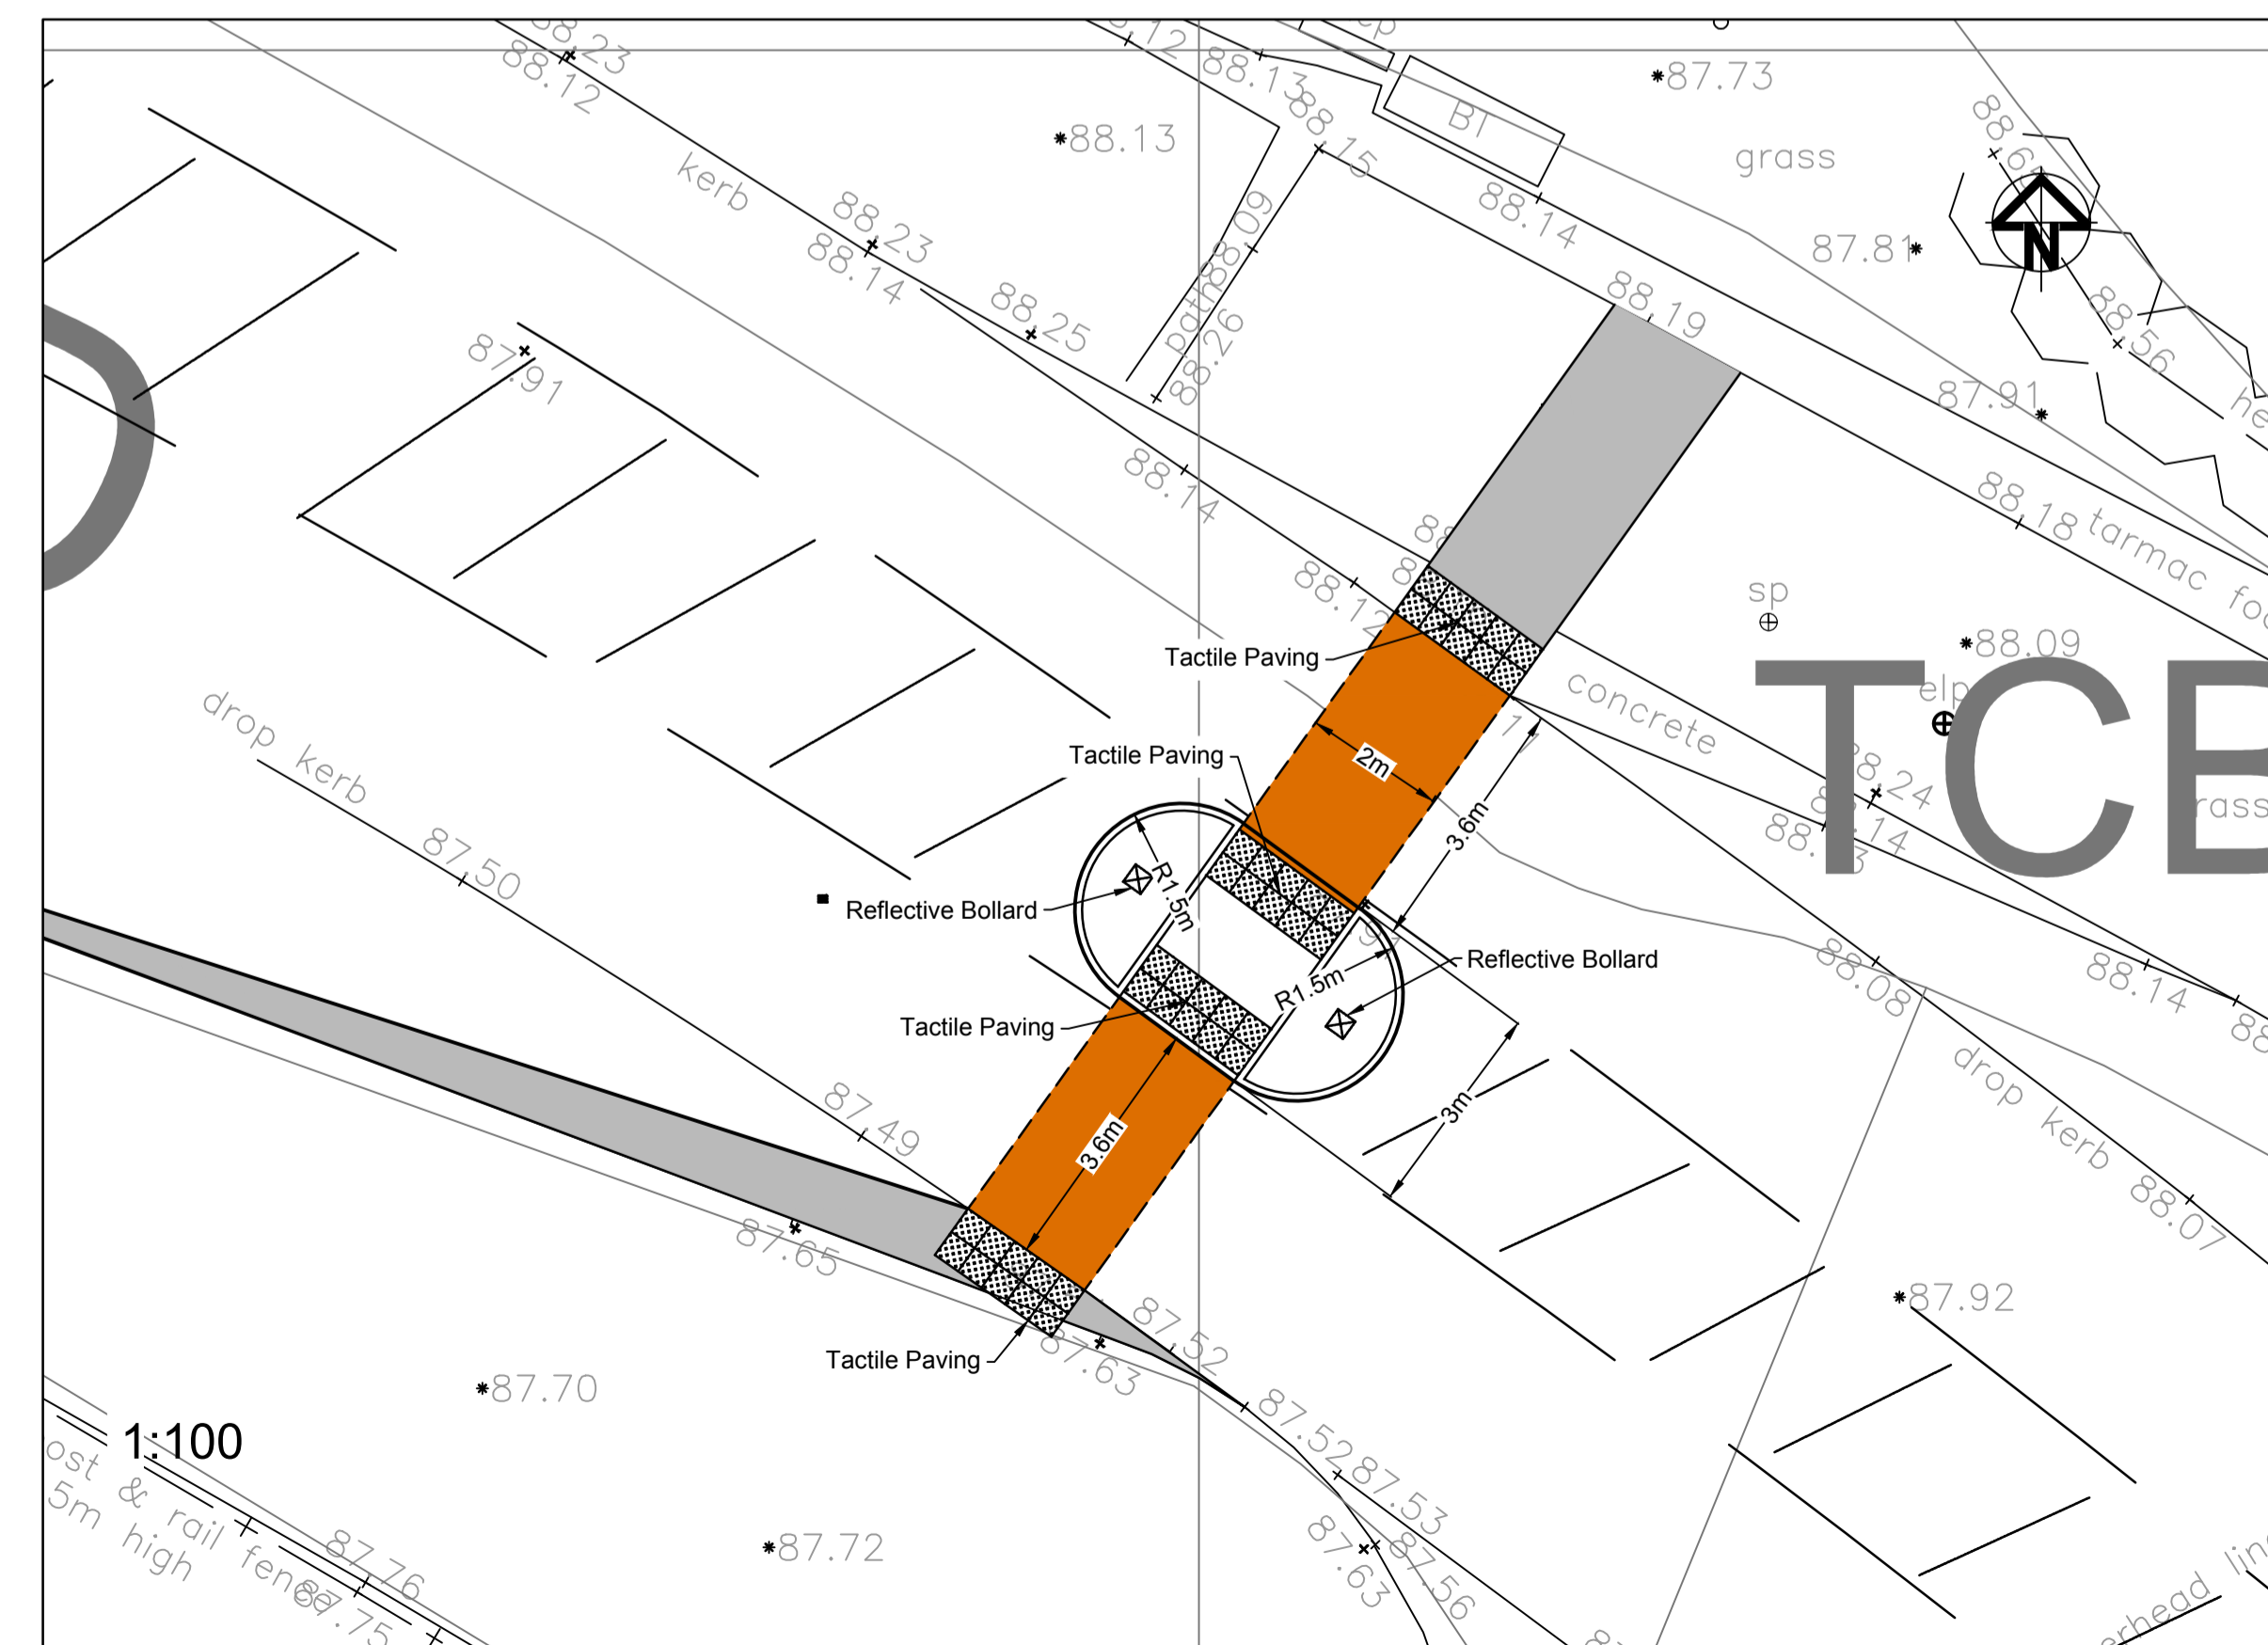 88.23
88.12
88.13
87.73
88.13
88.15
BT
grass
kerb
88.14
88.23
88.14
88.09
path
88.26
87.81
N
88.56
88.25
88.19
87.91
87.91
88.14
88.18
tarmac
88.12
sp
88.09
Tactile Paving
elp
TCB
concrete
drop kerb
Tactile Paving
2m
88.24
3.6m
88.14
87.50
R1.5m
Reflective Bollard
Reflective Bollard
88.08
88.14
R1.5m
Tactile Paving
drop kerb
87.49
3m
3.6m
88.07
87.65
87.92
87.52
87.63
Tactile Paving
87.70
1:100
87.52
87.53
& rail fence
5m high
87.72
87.76
87.63
87.56